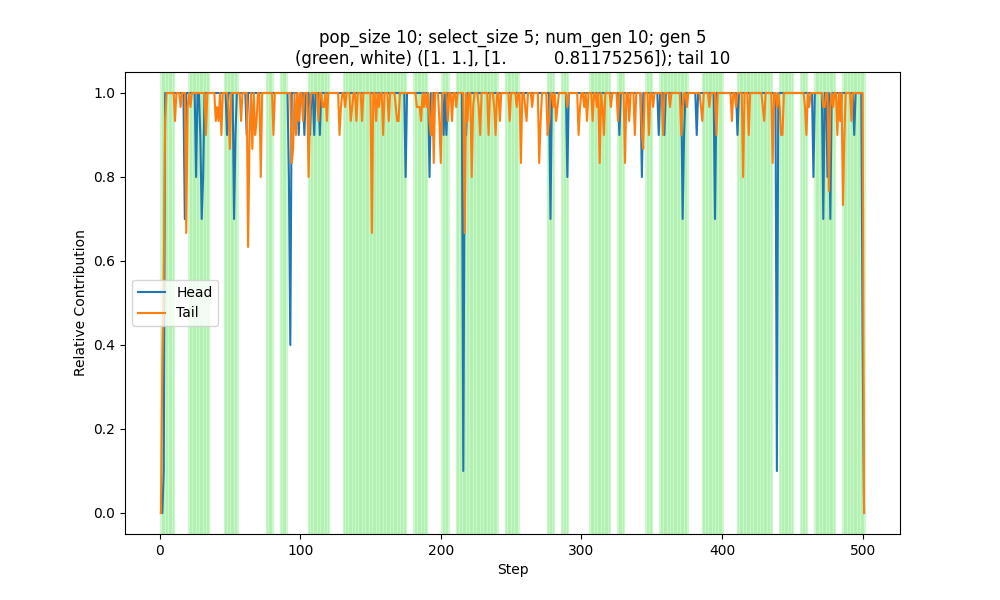 pop_size 10; select_size 5; num_gen 10; gen 5
(green, white) ([1. 1.], [1.         0.81175256]); tail 10
1.0
0.8
0.6
0.4
0.2
0.0
Relative Contribution
Head
Tail
0 100 200 300 400 500
Step